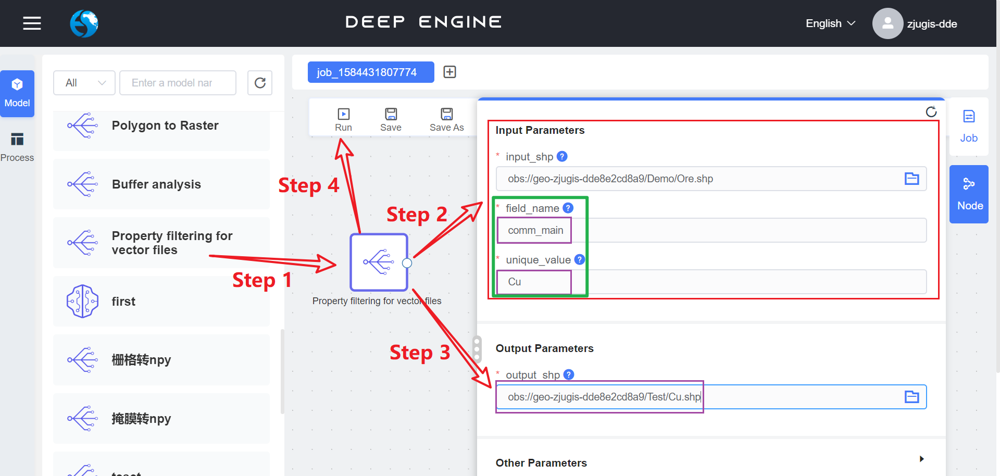 DEEP ENGINE
English
zjugis-dde
Model
Process
All
Enter a model nar
Polygon to Raster
Buffer analysis
Property filtering for
vector files
first
栅格转npy
掩膜转npy
job_1584431807774
Run
Save
Save As
Step 4
Step 2
Step 1
Step 3
Property filtering for vector files
Input Parameters
* input_shp ?
obs://geo-zjugis-dde8e2cd8a9/Demo/Ore.shp
* field_name ?
comm_main
* unique_value ?
Cu
Output Parameters
* output_shp ?
obs://geo-zjugis-dde8e2cd8a9/Test/Cu.shp
Other Parameters
Job
Node